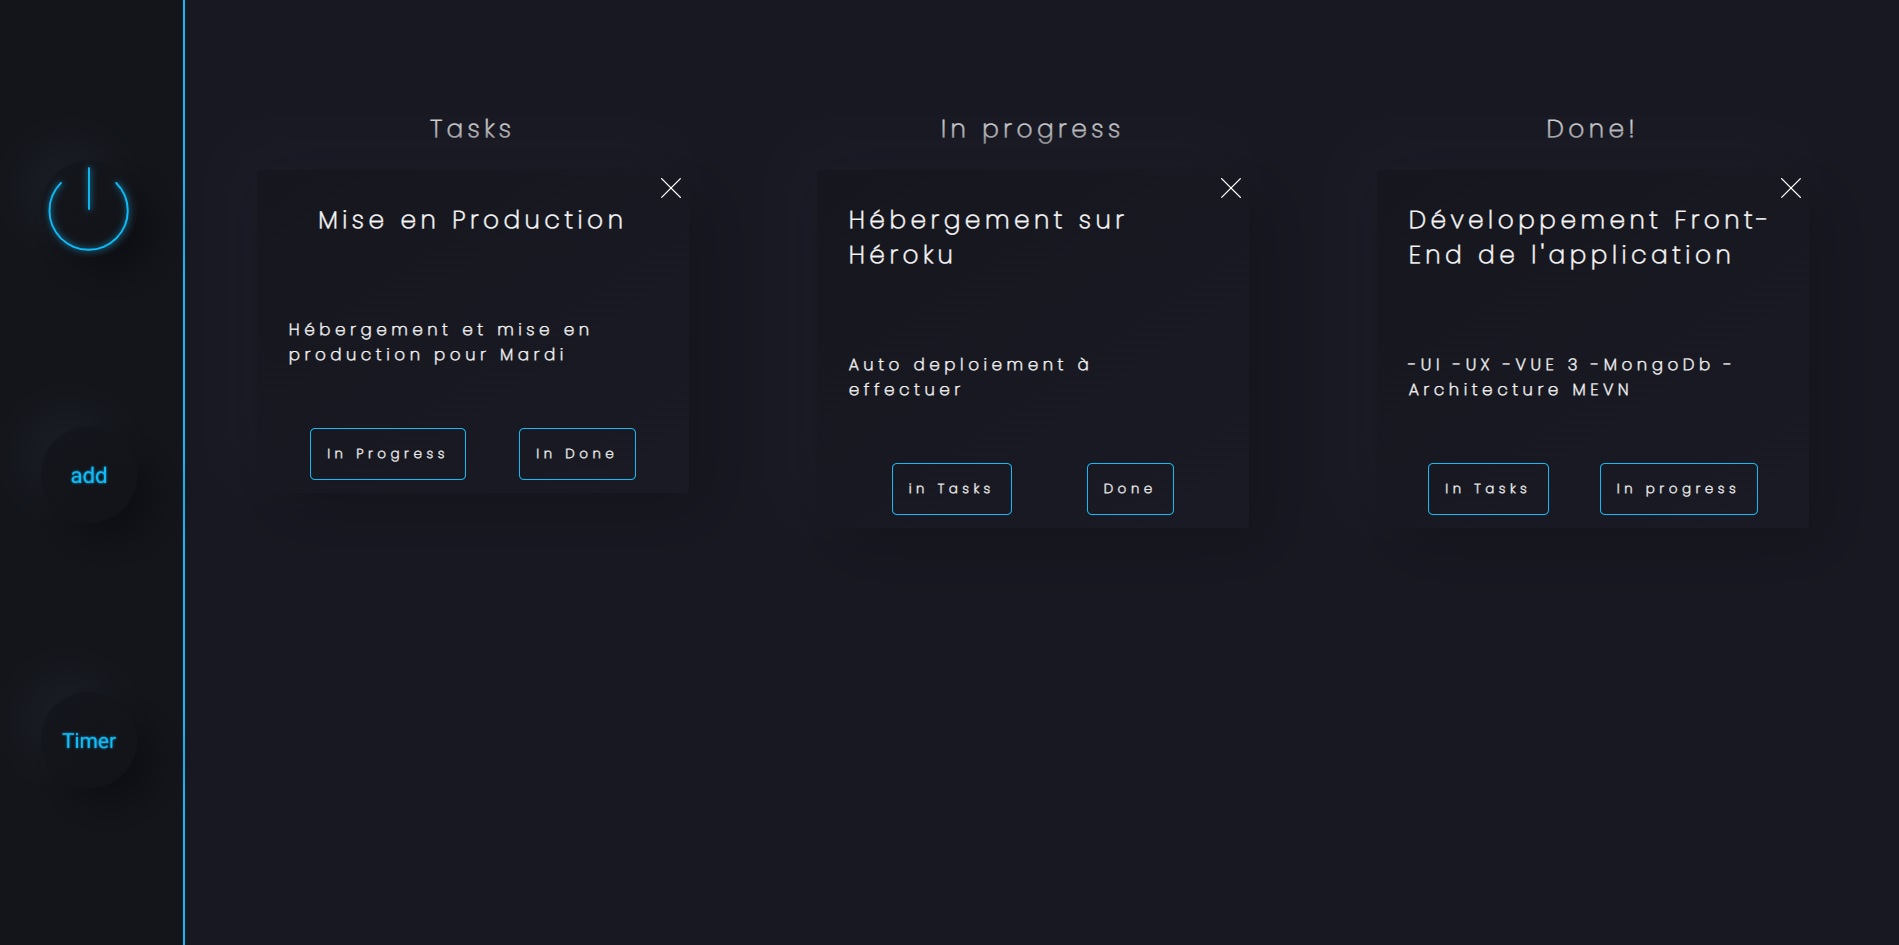 add
Timer
Tasks
Mise en Production
Hébergement et mise en
production pour Mardi
In Progress
In Done
In progress
Hébergement sur
Héroku
Auto deploiement à
effectuer
in Tasks
Done
Done!
Développement Front-
End de l'application
-UI -UX -VUE 3 -MongoDb -
Architecture MEVN
In Tasks
In progress